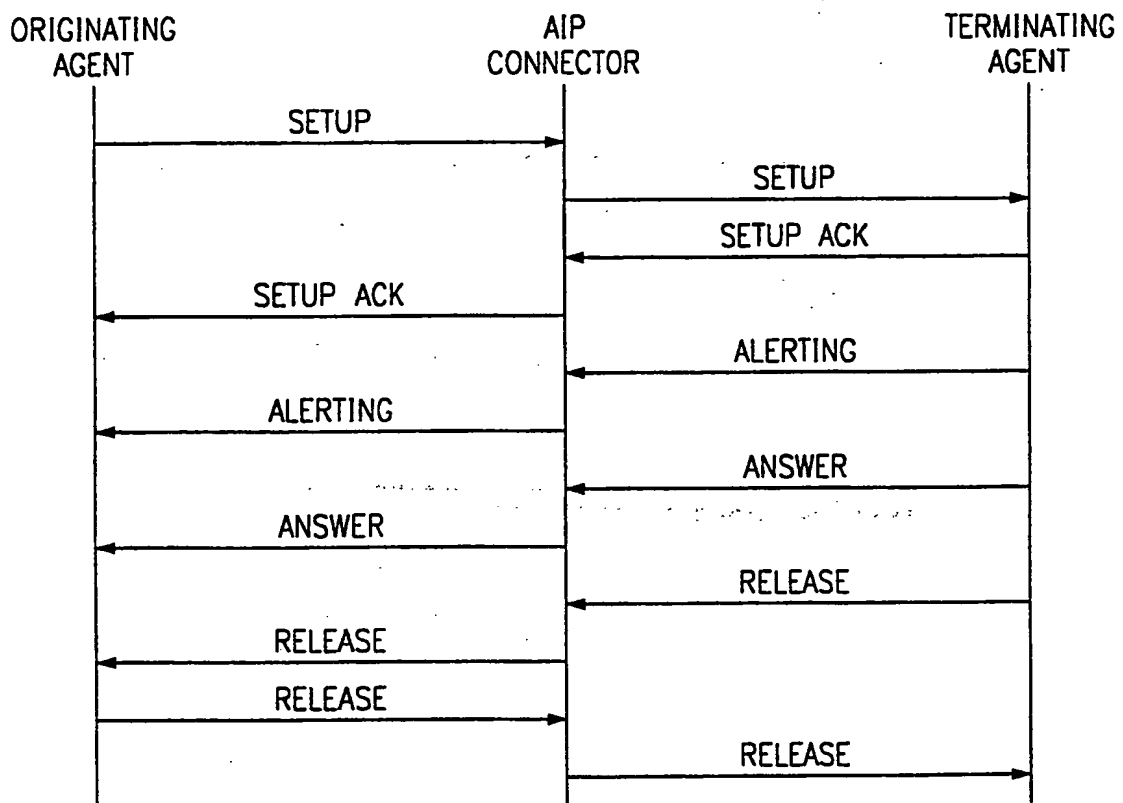 ORIGINATING
AGENT
AIP
CONNECTOR
TERMINATING
AGENT
SETUP
SETUP
SETUP ACK
SETUP ACK
ALERTING
ALERTING
ANSWER
ANSWER
RELEASE
RELEASE
RELEASE
RELEASE